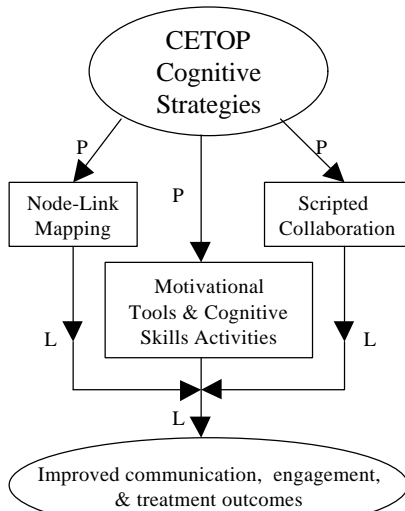 CETOP
Cognitive
Strategies
P
P
P
Node-Link
Mapping
Scripted
Collaboration
Motivational
Tools & Cognitive
Skills Activities
L
L
L
Improved communication, engagement,
& treatment outcomes